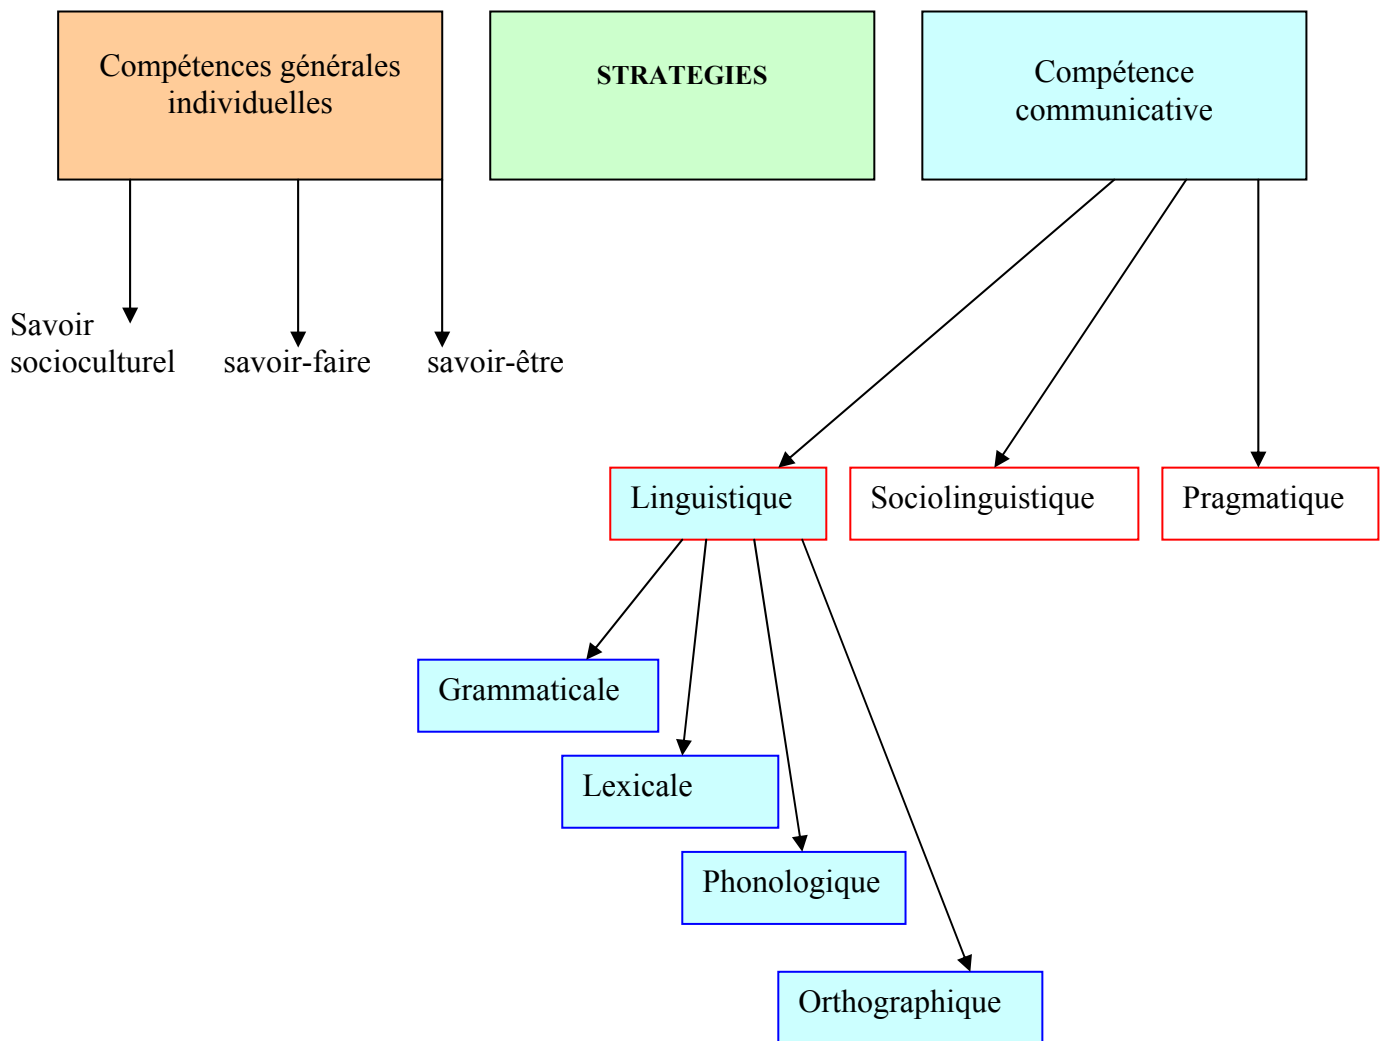 Compétences générales
individuelles
STRATEGIES
Compétence
communicative
Savoir
socioculturel
savoir-faire
savoir-être
Linguistique
Sociolinguistique
Pragmatique
Grammaticale
Lexicale
Phonologique
Orthographique